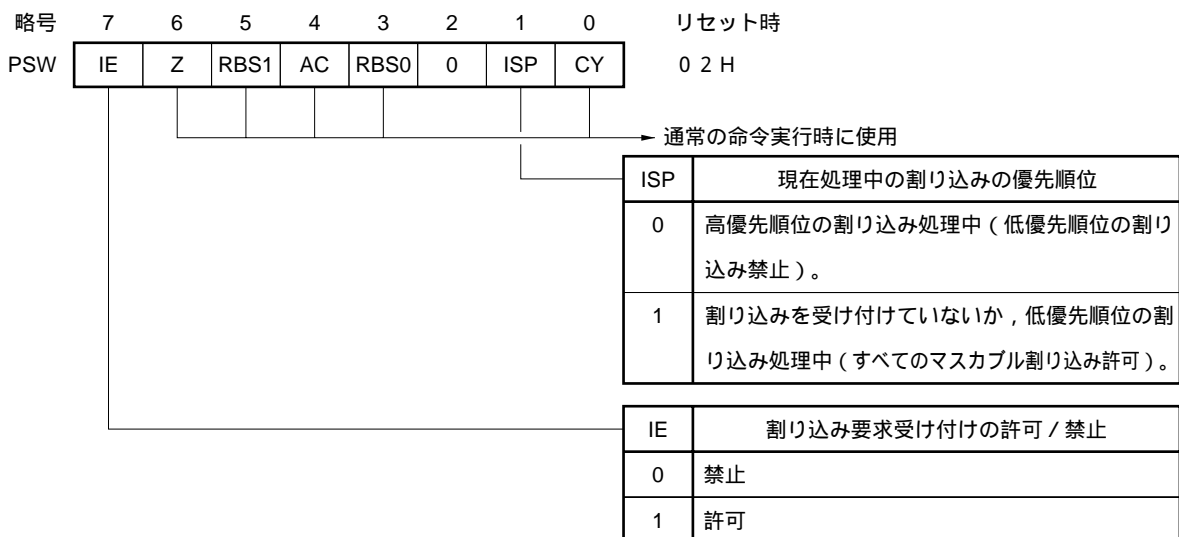 略号 7 6 5 4 3 2 1 0 リセット時
PSW IE Z RBS1 AC RBS0 0 ISP CY 0 2 H
通常の命令実行時に使用
ISP 現在処理中の割り込みの優先順位
0 高優先順位の割り込み処理中(低優先順位の割り
込み禁止)。
1 割り込みを受け付けていないか,低優先順位の割
り込み処理中(すべてのマスカブル割り込み許可)。
IE 割り込み要求受け付けの許可/禁止
0 禁止
1 許可